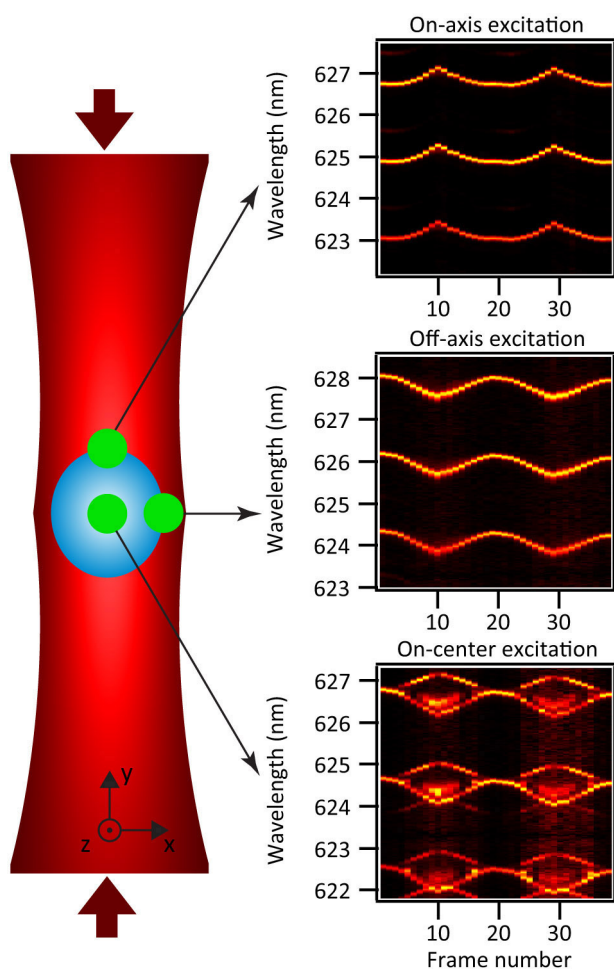 On-axis excitation
Wavelength (nm)
627
626
625
624
623
10 20 30
Off-axis excitation
Wavelength (nm)
628
627
626
625
624
623
10 20 30
On-center excitation
Wavelength (nm)
627
626
625
624
623
622
10 20 30
Frame number
y
z x